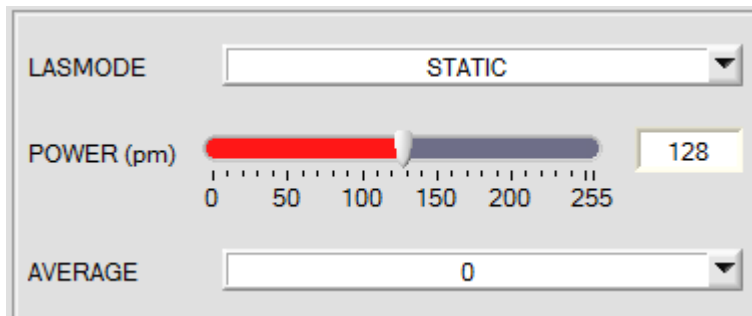 LASMODE STATIC
POWER (pm) 128
0 50 100 150 200 255
AVERAGE 0